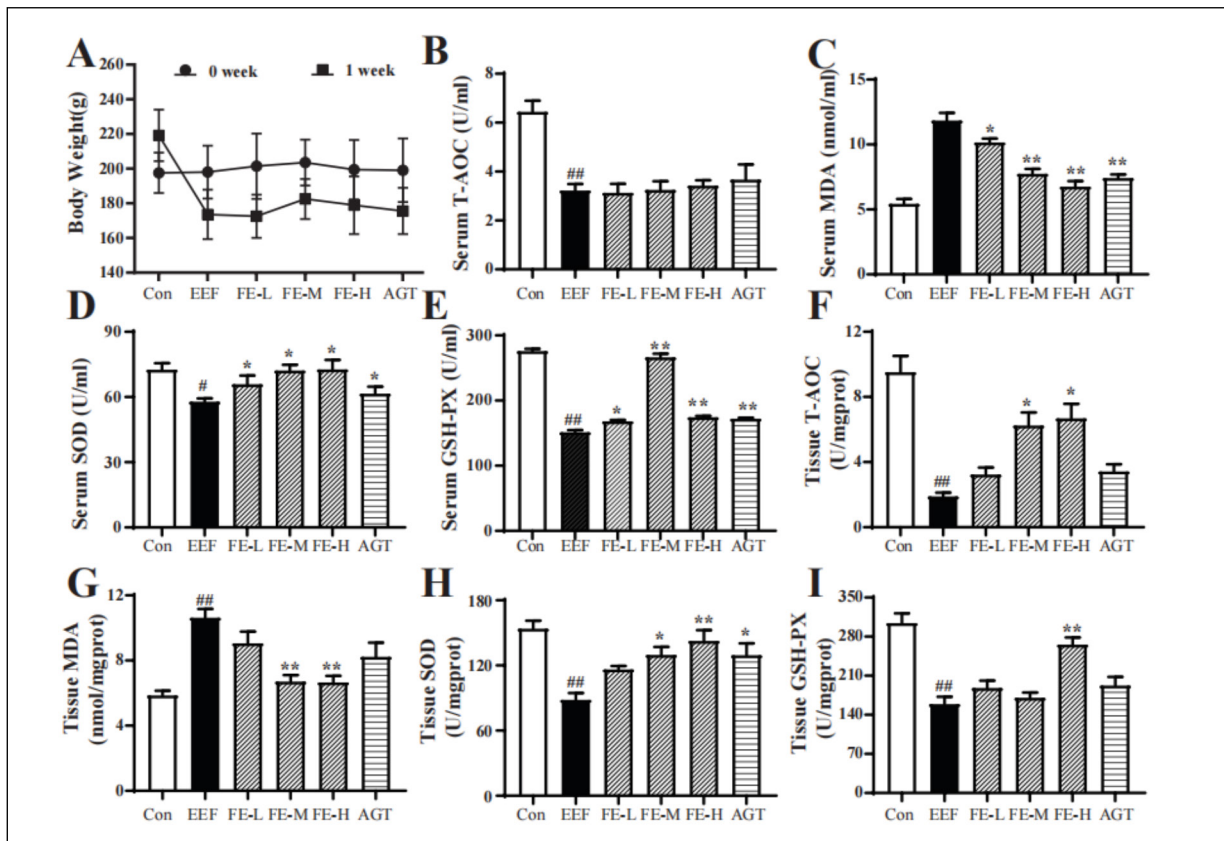 A
0 week
1 week
Body Weight(g)
260
240
220
200
180
160
140
Con EEF FE-L FE-M FE-H AGT
B
Serum T-AOC (U/ml)
8
6
4
2
0
##
Con EEF FE-L FE-M FE-H AGT
C
Serum MDA (nmol/ml)
15
10
5
0
* ** ** **
Con EEF FE-L FE-M FE-H AGT
D
Serum SOD (U/ml)
90
60
30
0
# * * * *
Con EEF FE-L FE-M FE-H AGT
E
Serum GSH-PX (U/ml)
300
200
100
0
## * ** ** **
Con EEF FE-L FE-M FE-H AGT
F
Tissue T-AOC
(U/mgprot)
12
8
4
0
## * *
Con EEF FE-L FE-M FE-H AGT
G
Tissue MDA
(nmol/mgprot)
12
8
4
0
## ** **
Con EEF FE-L FE-M FE-H AGT
H
Tissue SOD
(U/mgprot)
180
120
60
0
## * ** *
Con EEF FE-L FE-M FE-H AGT
I
Tissue GSH-PX
(U/mgprot)
350
280
210
140
70
0
## **
Con EEF FE-L FE-M FE-H AGT